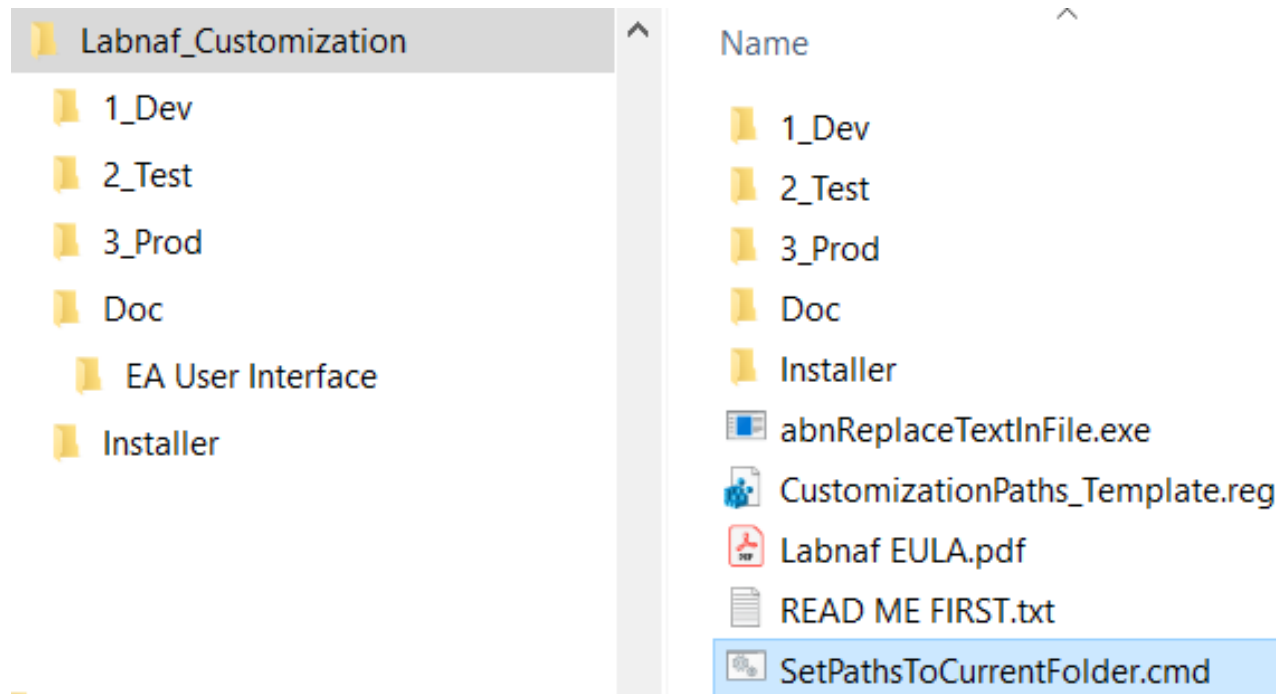 Labnaf_Customization
1_Dev
2_Test
3_Prod
Doc
EA User Interface
Installer
Name
1_Dev
2_Test
3_Prod
Doc
Installer
abnReplaceTextInFile.exe
CustomizationPaths_Template.reg
Labnaf EULA.pdf
READ ME FIRST.txt
SetPathsToCurrentFolder.cmd